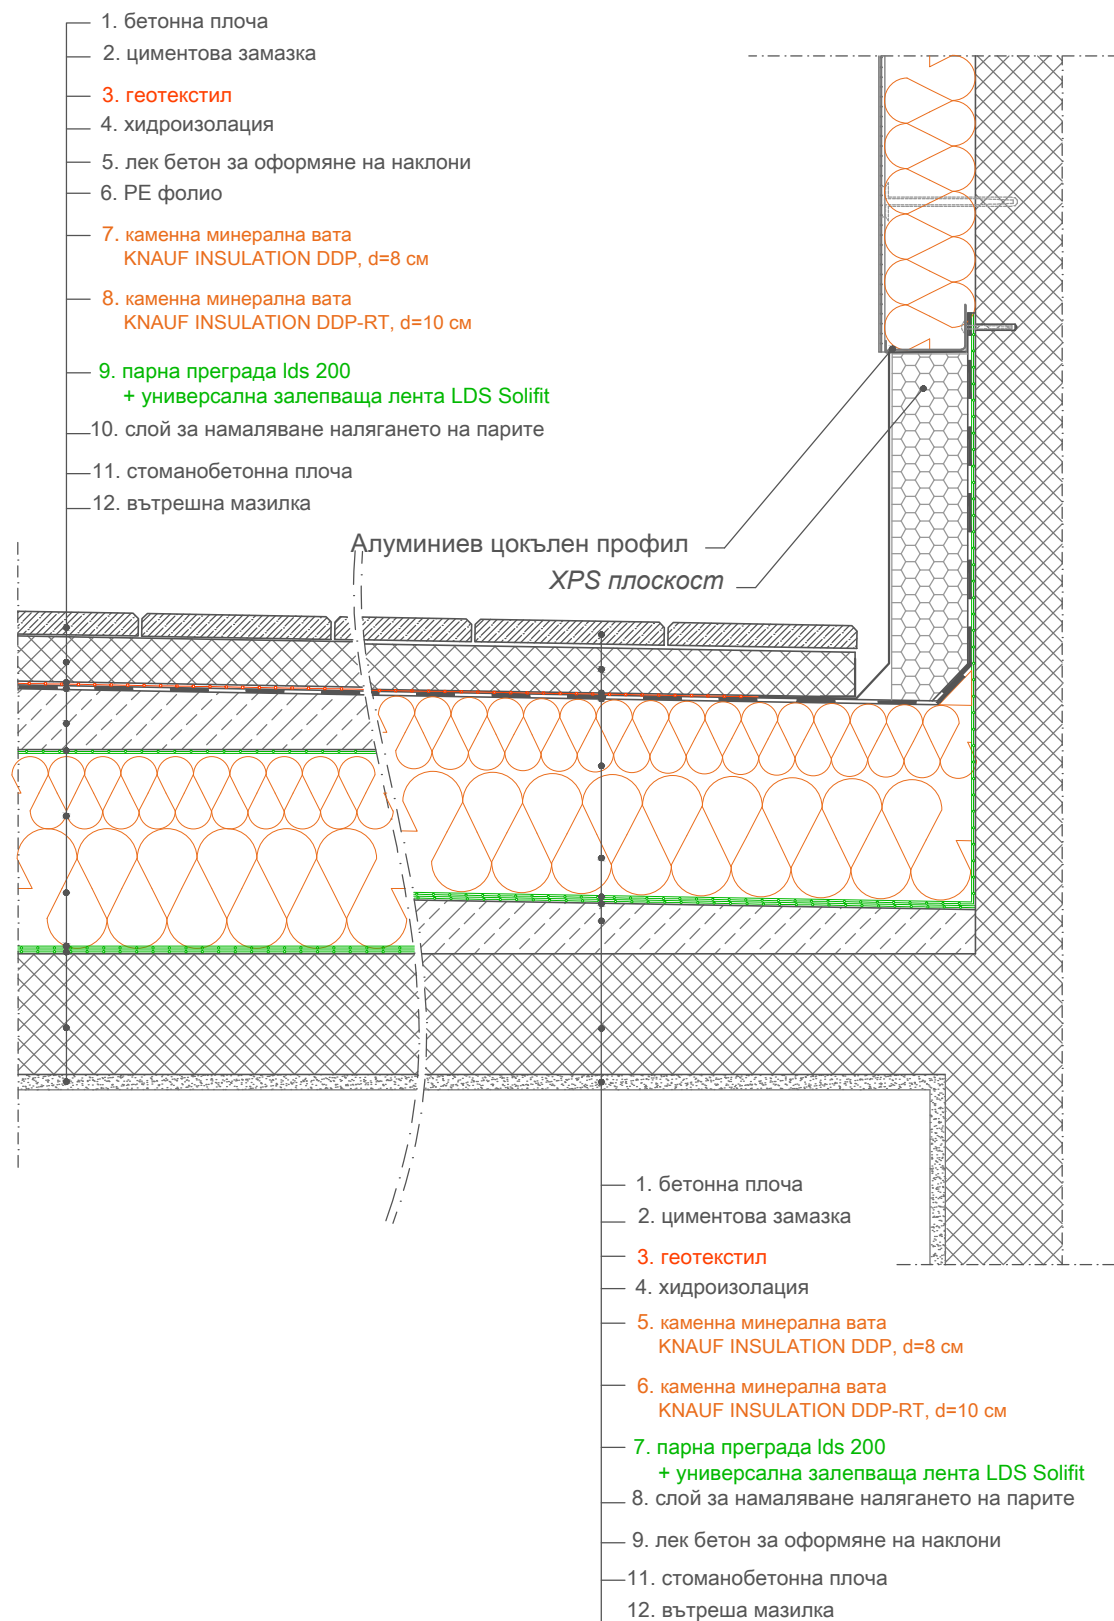 1. бетонна плоча
2. циментова замазка
3. геотекстил
4. хидроизолация
5. лек бетон за оформяне на наклони
6. PE фолио
7. каменна минерална вата
KNAUF INSULATION DDP, d=8 см
8. каменна минерална вата
KNAUF INSULATION DDP-RT, d=10 см
9. парна преграда lds 200
+ универсална залепваща лента LDS Solifit
10. слой за намаляване налягането на парите
11. стоманобетонна плоча
12. вътрешна мазилка
Алуминиев цокълен профил
XPS плоскост
1. бетонна плоча
2. циментова замазка
3. геотекстил
4. хидроизолация
5. каменна минерална вата
KNAUF INSULATION DDP, d=8 см
6. каменна минерална вата
KNAUF INSULATION DDP-RT, d=10 см
7. парна преграда lds 200
+ универсална залепваща лента LDS Solifit
8. слой за намаляване налягането на парите
9. лек бетон за оформяне на наклони
11. стоманобетонна плоча
12. вътреша мазилка